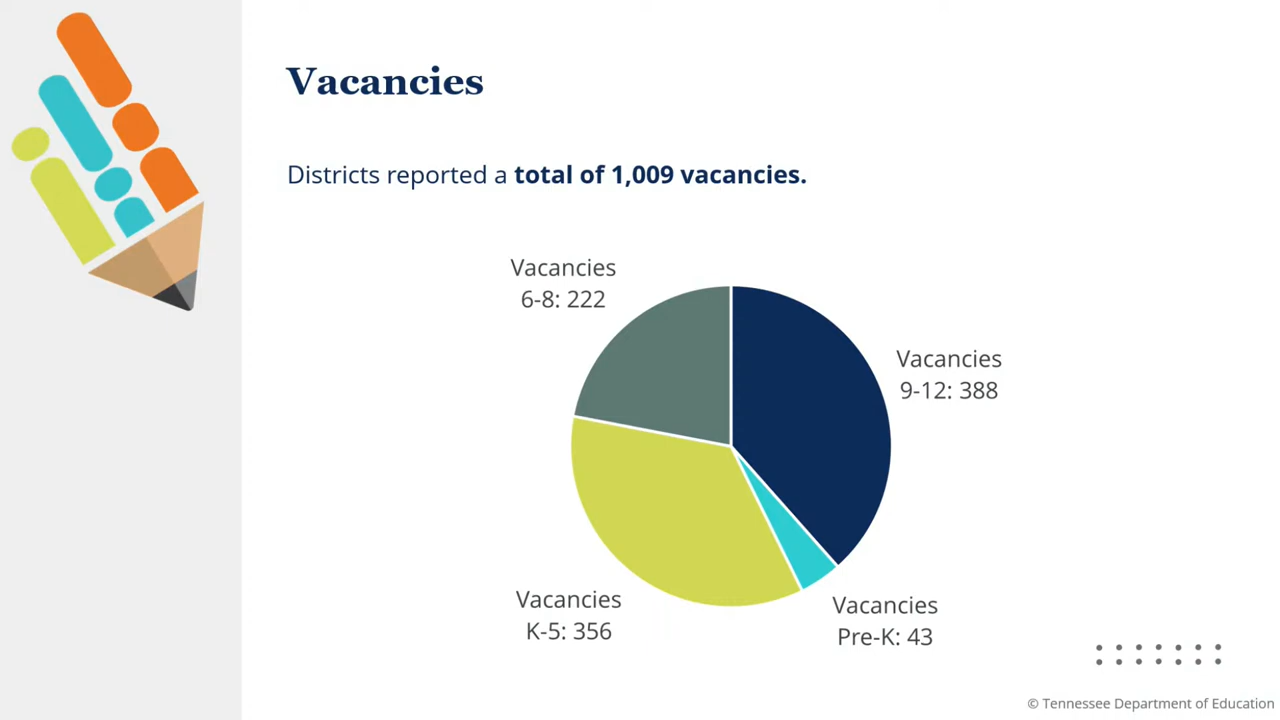 Vacancies
Districts reported a total of 1,009 vacancies.
Vacancies
6-8: 222
Vacancies
9-12: 388
Vacancies
K-5: 356
Vacancies
Pre-K: 43
© Tennessee Department of Education